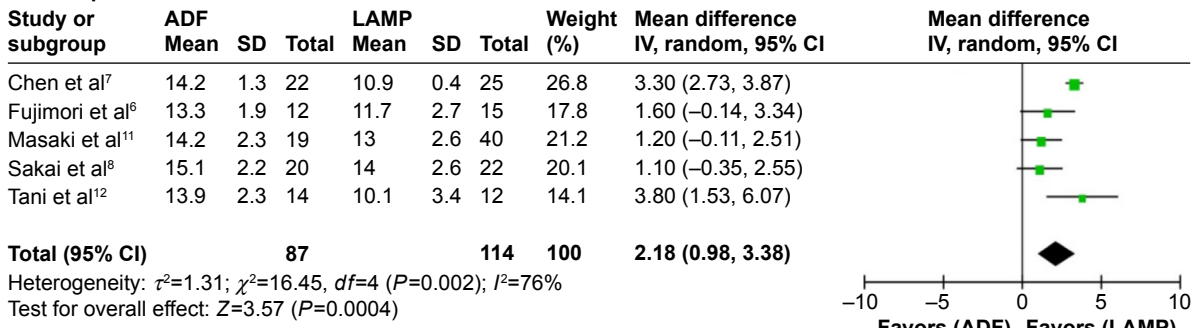 Study or ADF LAMP Weight Mean difference Mean difference
subgroup Mean SD Total Mean SD Total (%) IV, random, 95% CI IV, random, 95% CI
Chen et al⁷ 14.2 1.3 22 10.9 0.4 25 26.8 3.30 (2.73, 3.87)
Fujimori et al⁶ 13.3 1.9 12 11.7 2.7 15 17.8 1.60 (–0.14, 3.34)
Masaki et al¹¹ 14.2 2.3 19 13 2.6 40 21.2 1.20 (–0.11, 2.51)
Sakai et al⁸ 15.1 2.2 20 14 2.6 22 20.1 1.10 (–0.35, 2.55)
Tani et al¹² 13.9 2.3 14 10.1 3.4 12 14.1 3.80 (1.53, 6.07)
Total (95% CI) 87 114 100 2.18 (0.98, 3.38)
Heterogeneity: τ²=1.31; χ²=16.45, df=4 (P=0.002); I²=76%
Test for overall effect: Z=3.57 (P=0.0004)
–10 –5 0 5 10
Favors (ADF) Favors (LAMP)